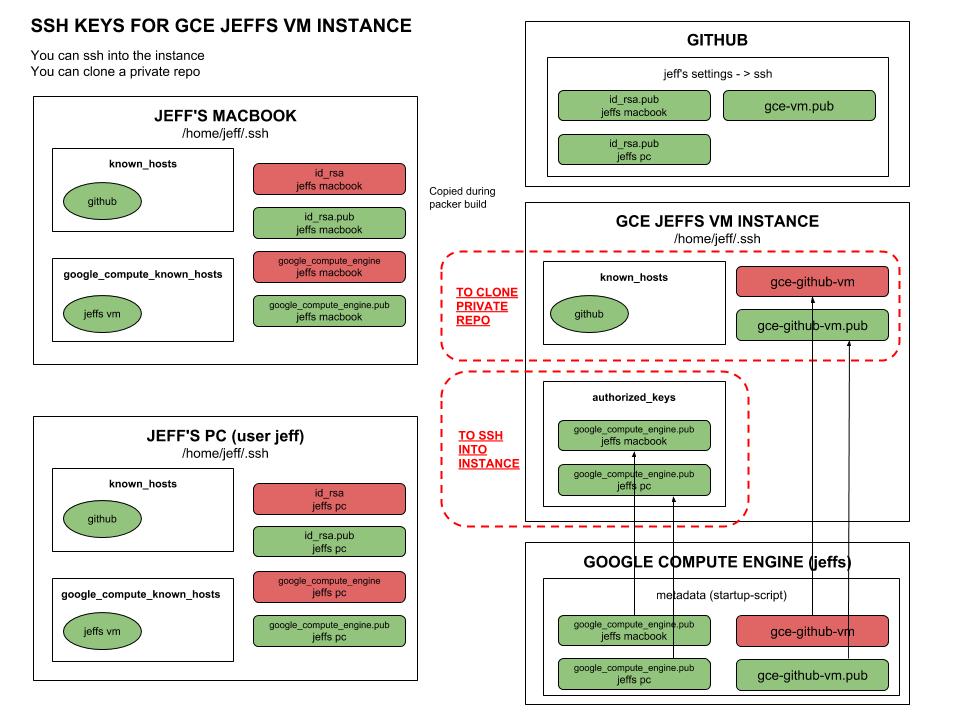 SSH KEYS FOR GCE JEFFS VM INSTANCE
You can ssh into the instance
You can clone a private repo
JEFF'S MACBOOK
/home/jeff/.ssh
known_hosts
github
google_compute_known_hosts
jeffs vm
id_rsa
jeffs macbook
id_rsa.pub
jeffs macbook
google_compute_engine
jeffs macbook
google_compute_engine.pub
jeffs macbook
JEFF'S PC (user jeff)
/home/jeff/.ssh
known_hosts
github
google_compute_known_hosts
jeffs vm
id_rsa
jeffs pc
id_rsa.pub
jeffs pc
google_compute_engine
jeffs pc
google_compute_engine.pub
jeffs pc
Copied during
packer build
GITHUB
jeff's settings - > ssh
id_rsa.pub
jeffs macbook
gce-vm.pub
id_rsa.pub
jeffs pc
GCE JEFFS VM INSTANCE
/home/jeff/.ssh
TO CLONE
PRIVATE
REPO
known_hosts
github
gce-github-vm
gce-github-vm.pub
TO SSH
INTO
INSTANCE
authorized_keys
google_compute_engine.pub
jeffs macbook
google_compute_engine.pub
jeffs pc
GOOGLE COMPUTE ENGINE (jeffs)
metadata (startup-script)
google_compute_engine.pub
jeffs macbook
gce-github-vm
google_compute_engine.pub
jeffs pc
gce-github-vm.pub